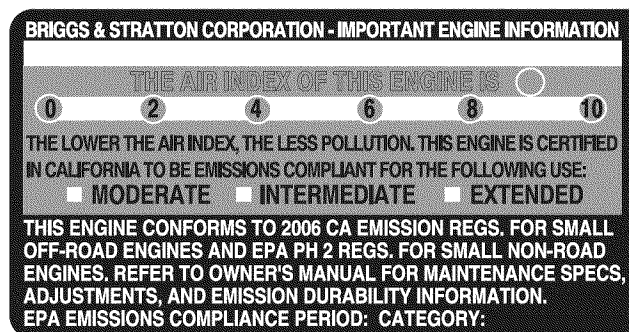 BRIGGS & STRATTON CORPORATION - IMPORTANT ENGINE INFORMATION
THE AIR INDEX OF THIS ENGINE IS
0 2 4 6 8 10
THE LOWER THE AIR INDEX, THE LESS POLLUTION. THIS ENGINE IS CERTIFIED
IN CALIFORNIA TO BE EMISSIONS COMPLIANT FOR THE FOLLOWING USE:
MODERATE INTERMEDIATE EXTENDED
THIS ENGINE CONFORMS TO 2006 CA EMISSION REGS. FOR SMALL
OFF-ROAD ENGINES AND EPA PH 2 REGS. FOR SMALL NON-ROAD
ENGINES. REFER TO OWNER'S MANUAL FOR MAINTENANCE SPECS,
ADJUSTMENTS, AND EMISSION DURABILITY INFORMATION.
EPA EMISSIONS COMPLIANCE PERIOD: CATEGORY: